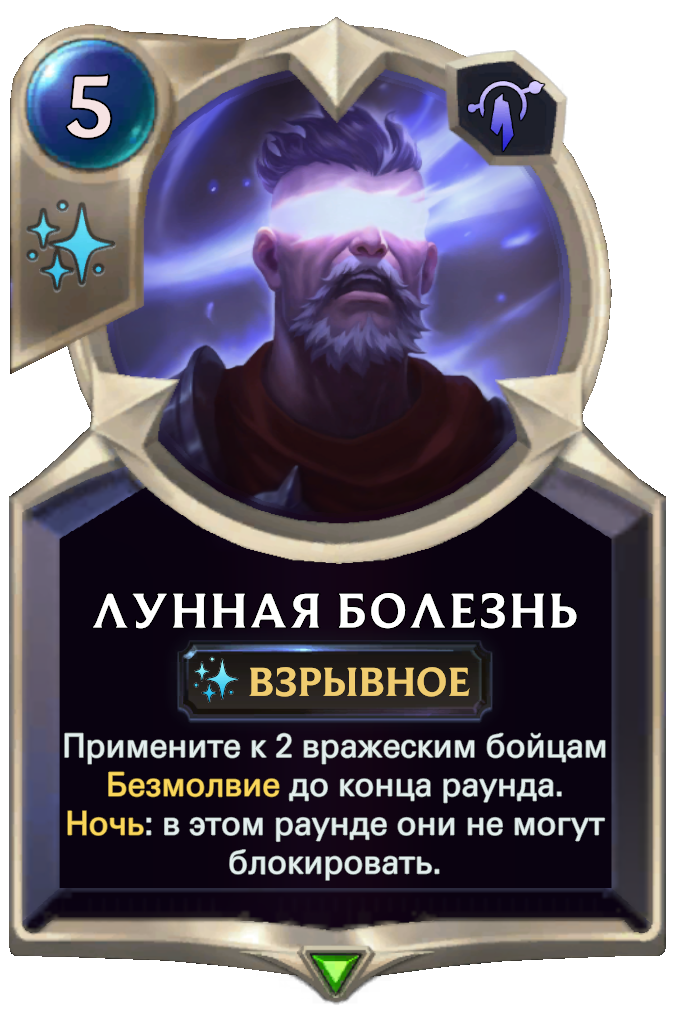 5
ЛУННАЯ БОЛЕЗНЬ
ВЗРЫВНОЕ
Примените к 2 вражеским бойцам
Безмолвие до конца раунда.
Ночь: в этом раунде они не могут
блокировать.